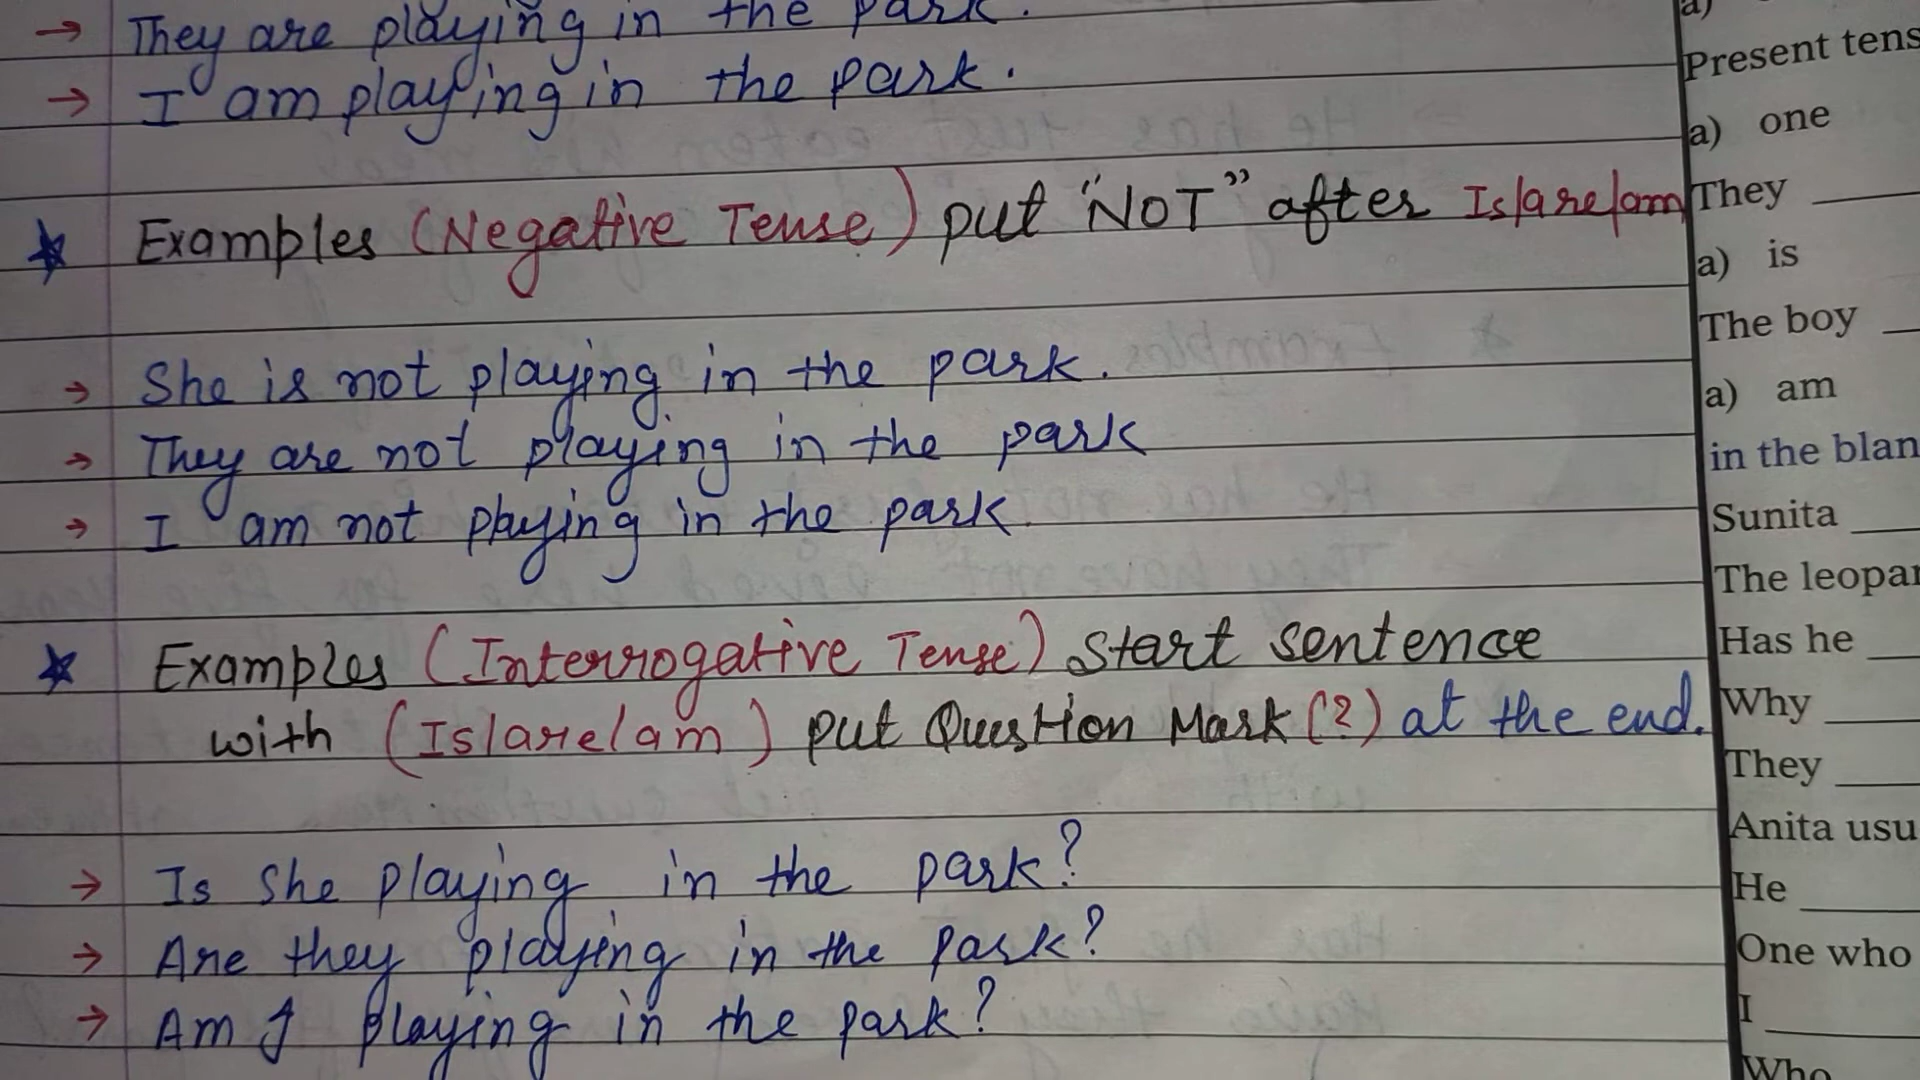 → They are playing in the park.
→ I am playing in the park.
Examples (Negative Tense) put "NOT" after Is/are/am
→ She is not playing in the park.
→ They are not playing in the park
→ I am not playing in the park.
Examples (Interrogative Tense) Start sentence
with (Is/are/am) put Question Mark (?) at the end.
→ Is She playing in the park?
→ Are they playing in the park?
→ Am I playing in the park?
a)
Present tens
a) one
They
a) is
The boy
a) am
in the blan
Sunita
The leopar
Has he
Why
They
Anita usu
He
One who
I
Who